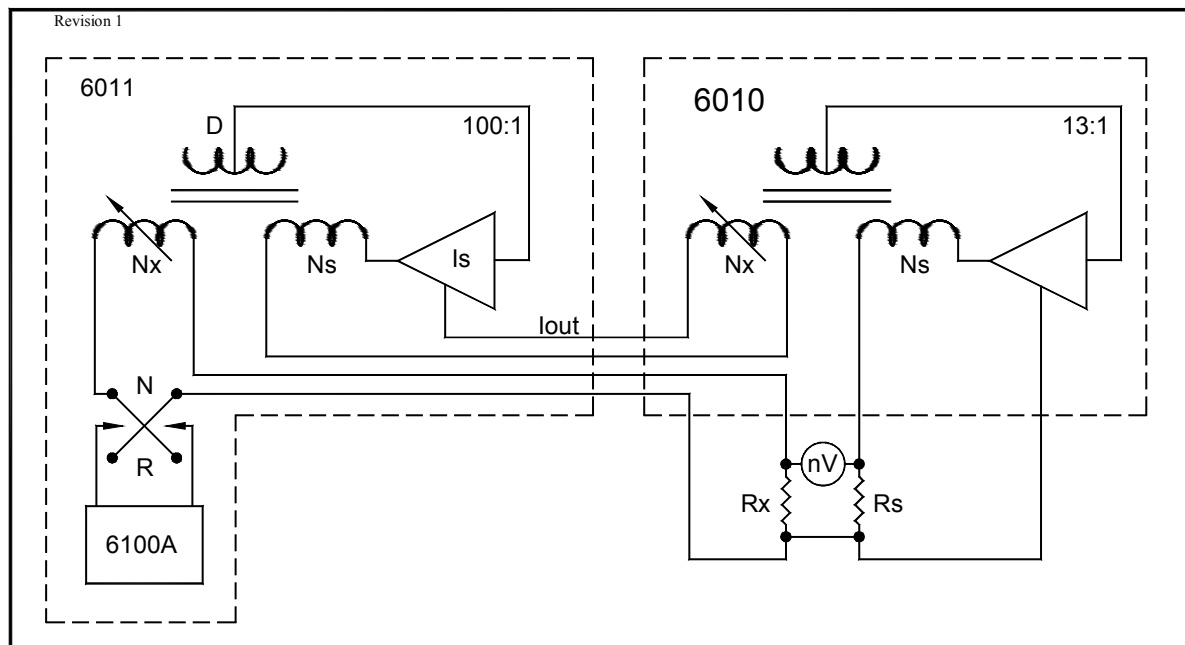 Revision 1
6011
6010
D
100:1
13:1
Nx
Ns
Is
Nx
Ns
Iout
N
R
nV
Rx
Rs
6100A